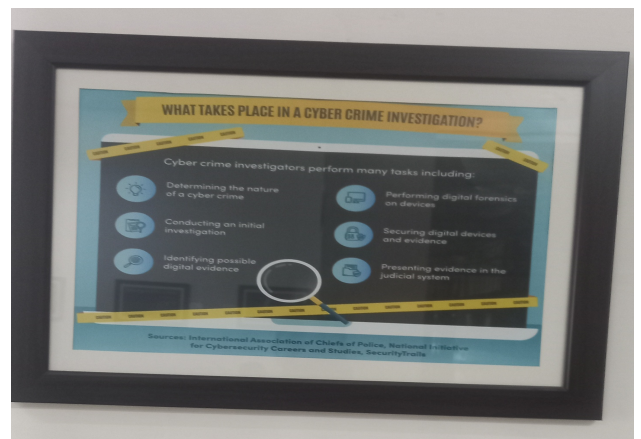 WHAT TAKES PLACE IN A CYBER CRIME INVESTIGATION?
Cyber crime investigators perform many tasks including:
Determining the nature
of a cyber crime
Conducting an initial
investigation
Identifying possible
digital evidence
Performing digital forensics
on devices
Securing digital devices
and evidence
Presenting evidence in the
judicial system
Sources: International Association of Chiefs of Police, National Initiative
for Cybersecurity Careers and Studies, SecurityTrails